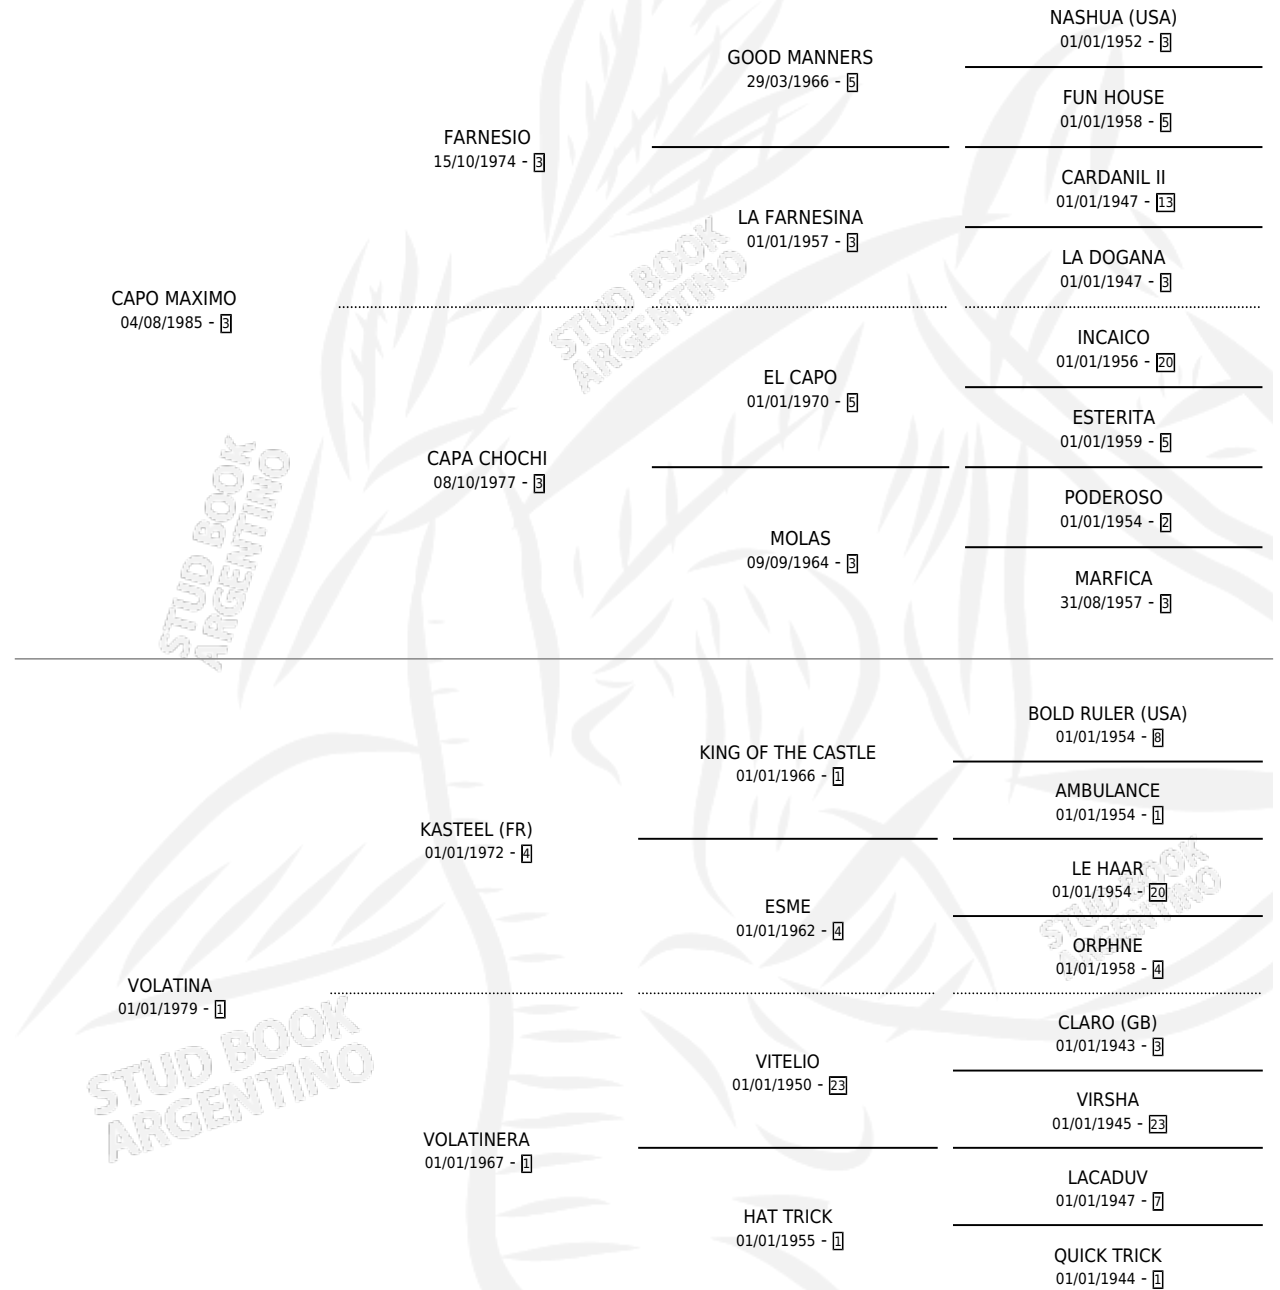 NASHUA (USA)
01/01/1952 - 3
GOOD MANNERS
29/03/1966 - 5
FUN HOUSE
01/01/1958 - 5
FARNESIO
15/10/1974 - 3
CARDANIL II
01/01/1947 - 13
LA FARNESINA
01/01/1957 - 3
LA DOGANA
01/01/1947 - 3
CAPO MAXIMO
04/08/1985 - 3
INCAICO
01/01/1956 - 20
EL CAPO
01/01/1970 - 5
ESTERITA
01/01/1959 - 5
CAPA CHOCHI
08/10/1977 - 3
PODEROSO
01/01/1954 - 2
MOLAS
09/09/1964 - 3
MARFICA
31/08/1957 - 3
BOLD RULER (USA)
01/01/1954 - 8
KING OF THE CASTLE
01/01/1966 - 1
AMBULANCE
01/01/1954 - 1
KASTEEL (FR)
01/01/1972 - 4
LE HAAR
01/01/1954 - 20
ESME
01/01/1962 - 4
ORPHNE
01/01/1958 - 4
VOLATINA
01/01/1979 - 1
CLARO (GB)
01/01/1943 - 3
VITELIO
01/01/1950 - 23
VIRSHA
01/01/1945 - 23
VOLATINERA
01/01/1967 - 1
LACADUV
01/01/1947 - 7
HAT TRICK
01/01/1955 - 1
QUICK TRICK
01/01/1944 - 1
STUD BOOK
ARGENTINO
STUD BOOK
ARGENTINO
STUD BOOK
ARGENTINO
STUD BOOK
ARGENTINO